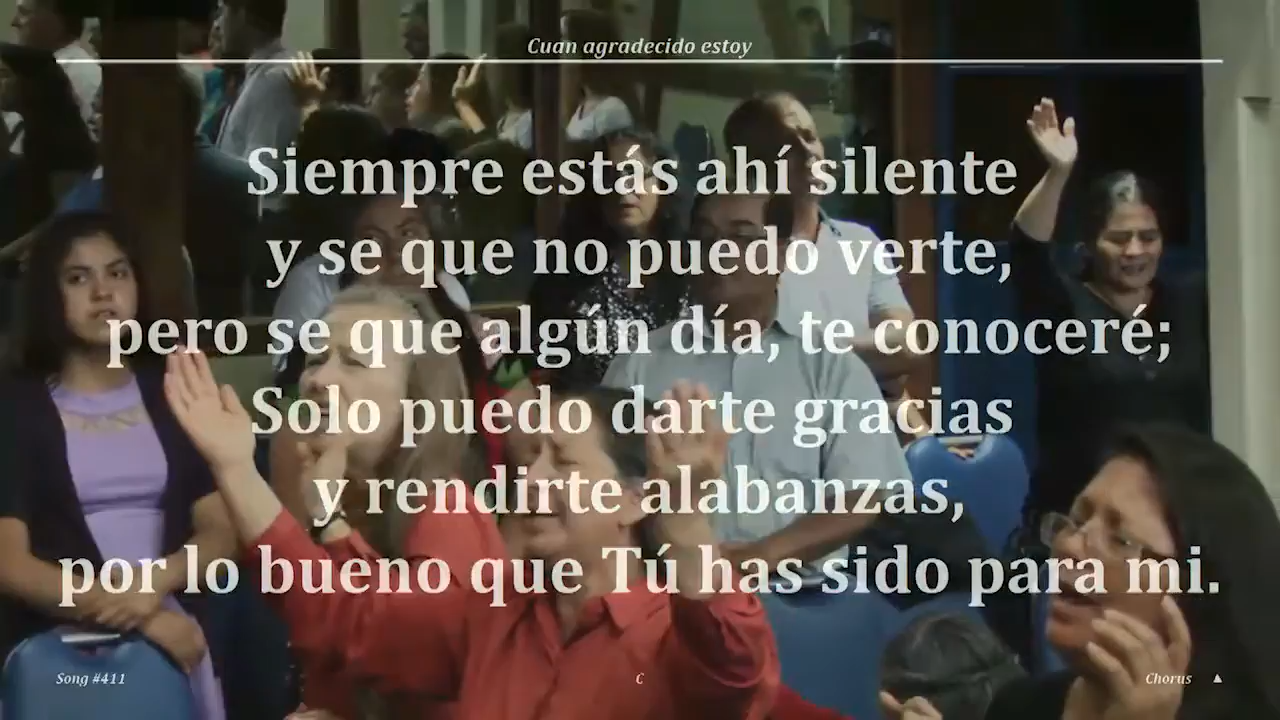 Cuan agradecido estoy
Siempre estás ahí silente
y se que no puedo verte,
pero se que algún día, te conoceré;
Solo puedo darte gracias
y rendirte alabanzas,
por lo bueno que Tú has sido para mi.
Song #411
C
Chorus ▲